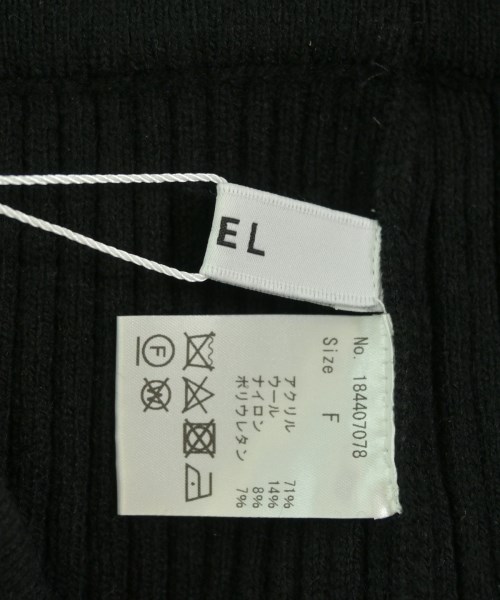 EL
No. 184407078
Size F
アクリル 71%
ウール 14%
ナイロン 8%
ポリウレタン 7%
F
W